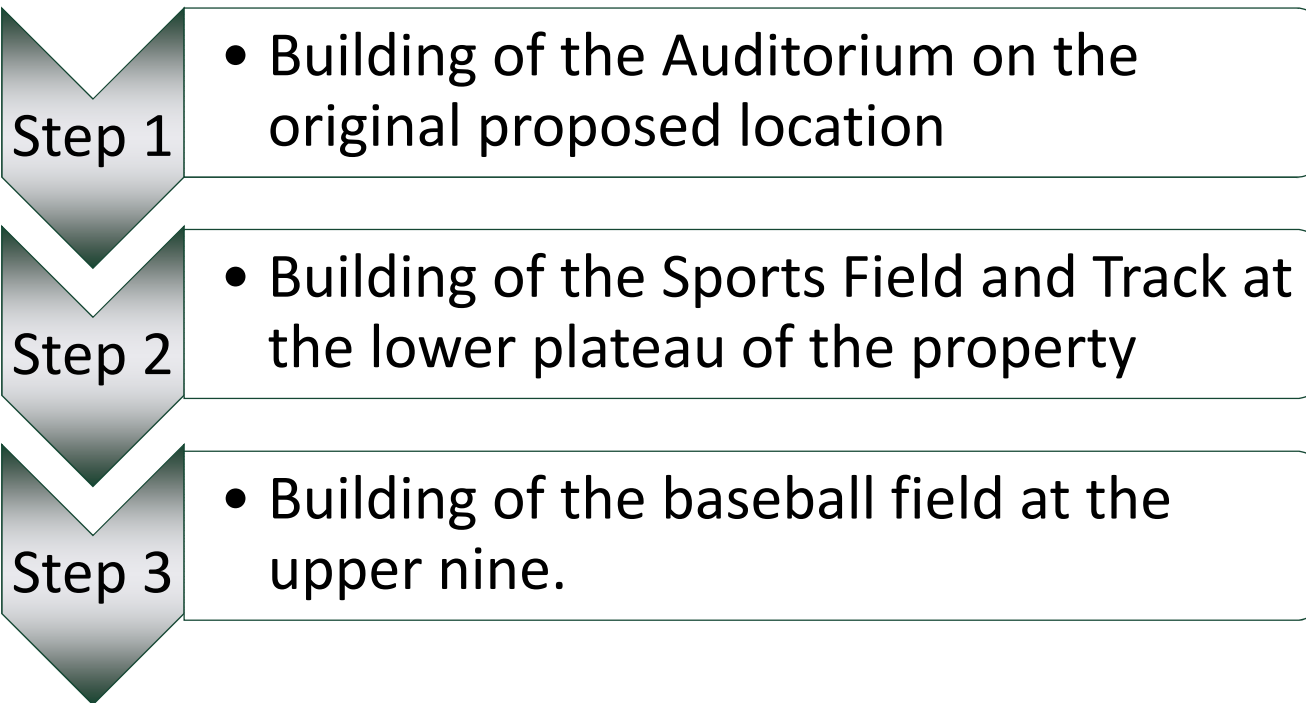 Step 1
• Building of the Auditorium on the
original proposed location
Step 2
• Building of the Sports Field and Track at
the lower plateau of the property
Step 3
• Building of the baseball field at the
upper nine.